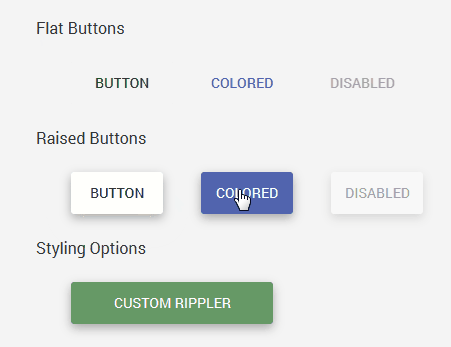 Flat Buttons
BUTTON COLORED DISABLED
Raised Buttons
BUTTON COLORED DISABLED
Styling Options
CUSTOM RIPPLER